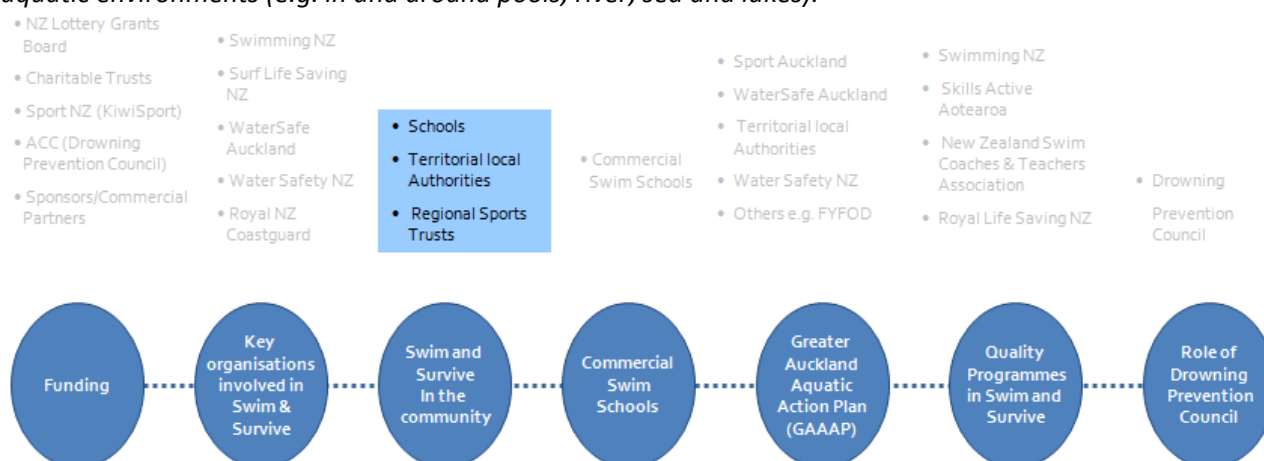 aquatic environments (e.g. in and around pools, river, sea and lakes).
• NZ Lottery Grants
Board
• Charitable Trusts
• Sport NZ (KiwiSport)
• ACC (Drowning
Prevention Council)
• Sponsors/Commercial
Partners
• Swimming NZ
• Surf Life Saving
NZ
• WaterSafe
Auckland
• Water Safety NZ
• Royal NZ
Coastguard
• Schools
• Territorial local
Authorities
• Regional Sports
Trusts
• Commercial
Swim Schools
• Sport Auckland
• WaterSafe Auckland
• Territorial local
Authorities
• Water Safety NZ
• Others e.g. FYFOD
• Swimming NZ
• Skills Active
Aotearoa
• New Zealand Swim
Coaches & Teachers
Association
• Royal Life Saving NZ
• Drowning
Prevention
Council
Funding
Key
organisations
involved in
Swim &
Survive
Swim and
Survive
In the
community
Commercial
Swim
Schools
Greater
Auckland
Aquatic
Action Plan
(GAAAP)
Quality
Programmes
in Swim and
Survive
Role of
Drowning
Prevention
Council